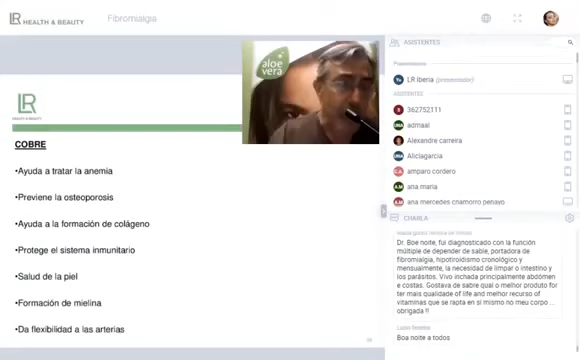 LR HEALTH & BEAUTY
Fibromialgia
aloe vera
LR
HEALTH & BEAUTY
COBRE
•Ayuda a tratar la anemia
•Previene la osteoporosis
•Ayuda a la formación de colágeno
•Protege el sistema inmunitario
•Salud de la piel
•Formación de mielina
•Da flexibilidad a las arterias
ASISTENTES
Presentadores
LR Iberia (presentador)
ASISTENTES
362752111
admaal
Alexandre carreira
Aliciagarcia
amparo cordero
ana maria
ana mercedes chamorro penayo
CHARLA
Dr. Boe noite, fui diagnosticado con la función
múltiple de depender de sable, portadora de
fibromialgia, hipotiroidismo cronológico y
mensualmente, la necesidad de limpar o intestino y
los parásitos. Vivo inchada principalmente abdómen
e costas. Gostava de sable qual o melhor produto for
ter mais qualidade of life and melhor recurso of
vitaminas que se rapta en sí mismo no meu corpo ...
obrigada !!
Boa noite a todos